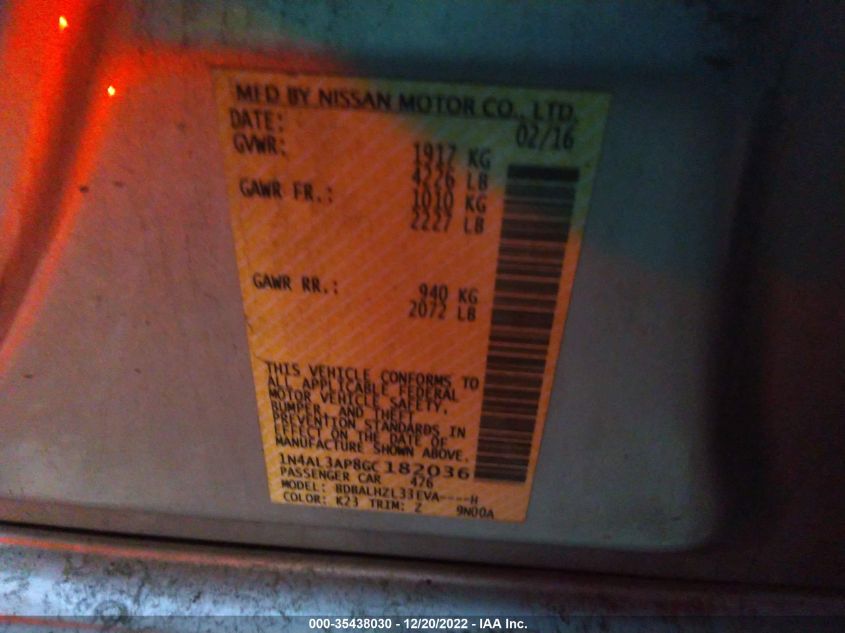 MFD BY NISSAN MOTOR CO., LTD.
DATE: 02/16
GVWR: 1917 KG
4226 LB
GAWR FR.: 1010 KG
2227 LB
GAWR RR.: 940 KG
2072 LB
THIS VEHICLE CONFORMS TO
ALL APPLICABLE FEDERAL
MOTOR VEHICLE SAFETY,
BUMPER, AND THEFT
PREVENTION STANDARDS IN
EFFECT ON THE DATE OF
MANUFACTURE SHOWN ABOVE.
1N4AL3AP8GC182036
PASSENGER CAR 476
MODEL: BDBALHZL33EVA----H
COLOR: K23 TRIM: Z 9N00A
000-35438030 - 12/20/2022 - IAA Inc.